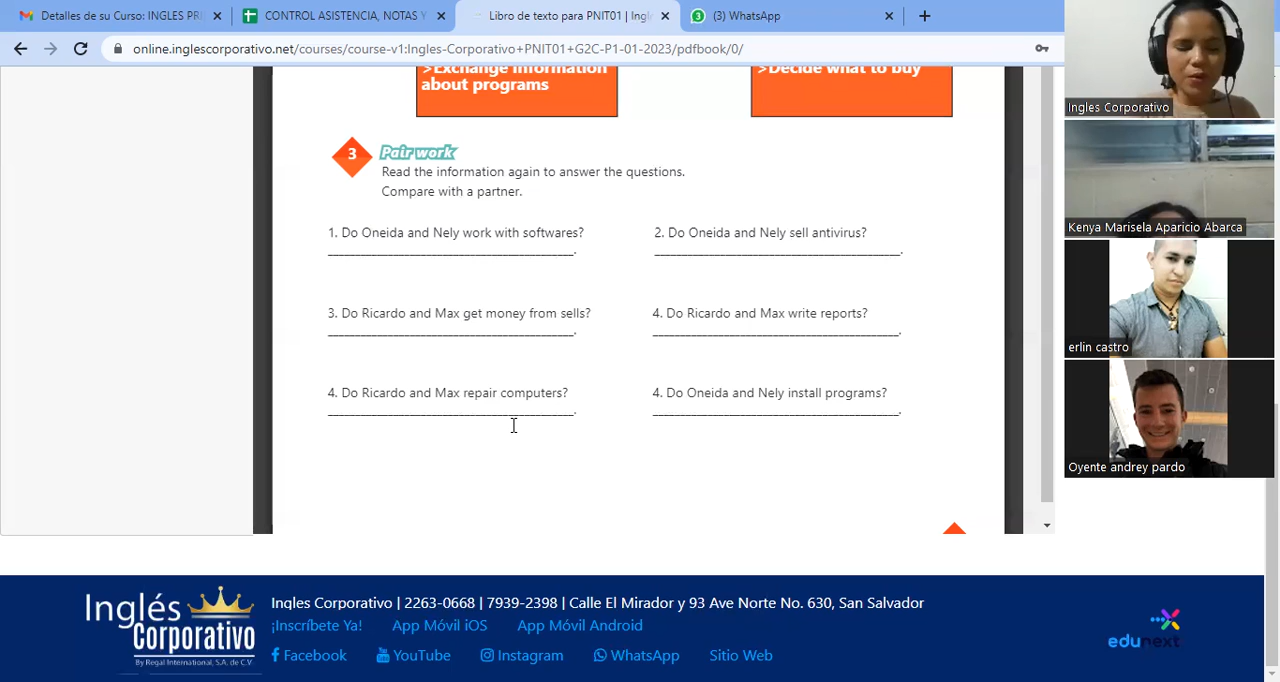 Detalles de su Curso: INGLES PRI
CONTROL ASISTENCIA, NOTAS Y
Libro de texto para PNIT01 | Ingl
(3) WhatsApp
online.inglescorporativo.net/courses/course-v1:Ingles-Corporativo+PNIT01+G2C-P1-01-2023/pdfbook/0/
>Exchange information
about programs
>Decide what to buy
3
Pair work
Read the information again to answer the questions.
Compare with a partner.
1. Do Oneida and Nely work with softwares?
2. Do Oneida and Nely sell antivirus?
3. Do Ricardo and Max get money from sells?
4. Do Ricardo and Max write reports?
4. Do Ricardo and Max repair computers?
4. Do Oneida and Nely install programs?
Ingles Corporativo
Kenya Marisela Aparicio Abarca
erlin castro
Oyente andrey pardo
Inglés
Corporativo
By Regal International, S.A. de C.V
Ingles Corporativo | 2263-0668 | 7939-2398 | Calle El Mirador y 93 Ave Norte No. 630, San Salvador
¡Inscríbete Ya! App Móvil iOS App Móvil Android
Facebook YouTube Instagram WhatsApp Sitio Web
edunext